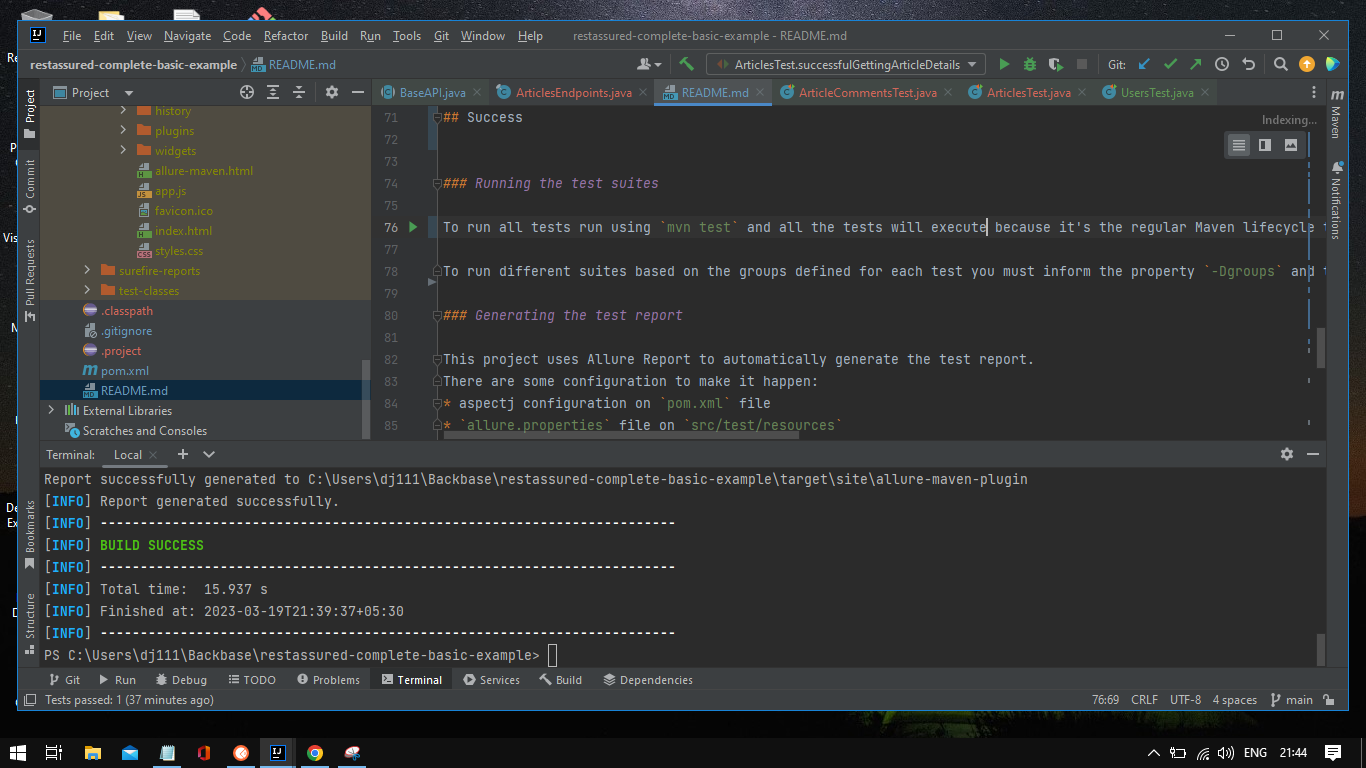 File Edit View Navigate Code Refactor Build Run Tools Git Window Help restassured-complete-basic-example - README.md
restassured-complete-basic-example README.md ArticlesTest.successfulGettingArticleDetails Git:
Project
BaseAPI.java ArticlesEndpoints.java README.md ArticleCommentsTest.java ArticlesTest.java UsersTest.java
Project
Commit
Pull Requests
Bookmarks
Structure
Maven
Notifications
history
plugins
widgets
allure-maven.html
app.js
favicon.ico
index.html
styles.css
surefire-reports
test-classes
.classpath
.gitignore
.project
pom.xml
README.md
External Libraries
Scratches and Consoles
Indexing...
71 ## Success
72
73
74 ### Running the test suites
75
76 To run all tests run using `mvn test` and all the tests will execute because it's the regular Maven lifecycle
77
78 To run different suites based on the groups defined for each test you must inform the property `-Dgroups` and
79
80 ### Generating the test report
81
82 This project uses Allure Report to automatically generate the test report.
83 There are some configuration to make it happen:
84 * aspectj configuration on `pom.xml` file
85 * `allure.properties` file on `src/test/resources`
Terminal: Local
Report successfully generated to C:\Users\dj111\Backbase\restassured-complete-basic-example\target\site\allure-maven-plugin
[INFO] Report generated successfully.
[INFO] ------------------------------------------------------------------------
[INFO] BUILD SUCCESS
[INFO] ------------------------------------------------------------------------
[INFO] Total time:  15.937 s
[INFO] Finished at: 2023-03-19T21:39:37+05:30
[INFO] ------------------------------------------------------------------------
PS C:\Users\dj111\Backbase\restassured-complete-basic-example>
Git Run Debug TODO Problems Terminal Services Build Dependencies
Tests passed: 1 (37 minutes ago) 76:69 CRLF UTF-8 4 spaces main
ENG 21:44